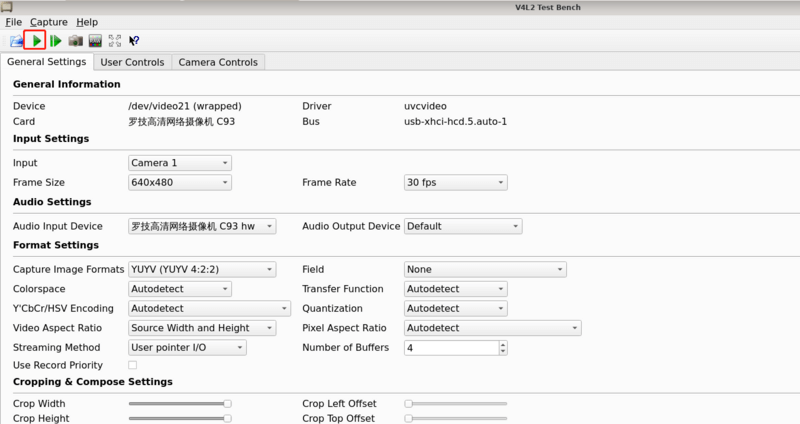 V4L2 Test Bench
File Capture Help
General Settings User Controls Camera Controls
General Information
Device /dev/video21 (wrapped) Driver uvcvideo
Card 罗技高清网络摄像机 C93 Bus usb-xhci-hcd.5.auto-1
Input Settings
Input Camera 1
Frame Size 640x480 Frame Rate 30 fps
Audio Settings
Audio Input Device 罗技高清网络摄像机 C93 hw Audio Output Device Default
Format Settings
Capture Image Formats YUYV (YUYV 4:2:2) Field None
Colorspace Autodetect Transfer Function Autodetect
Y'CbCr/HSV Encoding Autodetect Quantization Autodetect
Video Aspect Ratio Source Width and Height Pixel Aspect Ratio Autodetect
Streaming Method User pointer I/O Number of Buffers 4
Use Record Priority
Cropping & Compose Settings
Crop Width Crop Left Offset
Crop Height Crop Top Offset